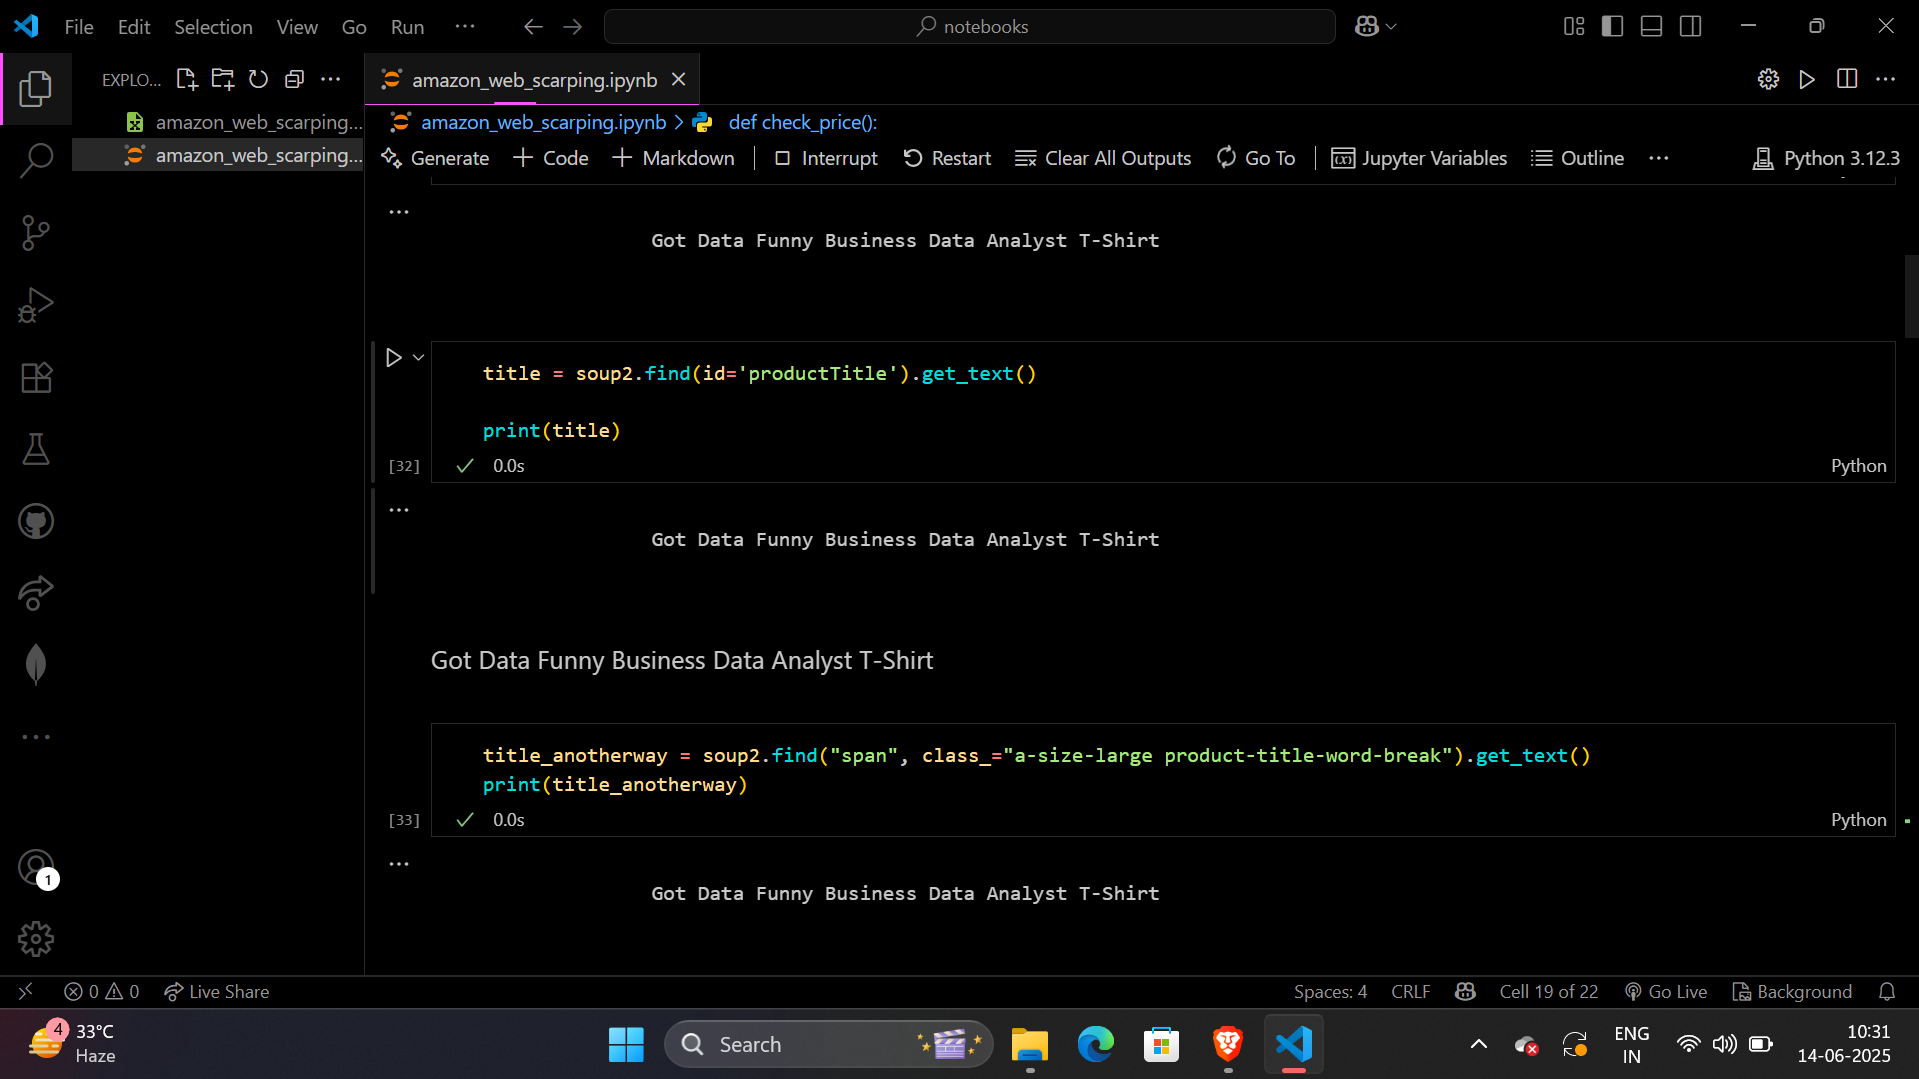 File Edit Selection View Go Run ··· notebooks
EXPLO... amazon_web_scarping.ipynb
amazon_web_scarping...
amazon_web_scarping...
amazon_web_scarping.ipynb > def check_price():
Generate + Code + Markdown Interrupt Restart Clear All Outputs Go To Jupyter Variables Outline ··· Python 3.12.3
Got Data Funny Business Data Analyst T-Shirt
title = soup2.find(id='productTitle').get_text()
print(title)
[32] 0.0s Python
Got Data Funny Business Data Analyst T-Shirt
Got Data Funny Business Data Analyst T-Shirt
title_anotherway = soup2.find("span", class_="a-size-large product-title-word-break").get_text()
print(title_anotherway)
[33] 0.0s Python
Got Data Funny Business Data Analyst T-Shirt
1
0 0 Live Share Spaces: 4 CRLF Cell 19 of 22 Go Live Background
4 33°C
Haze
Search
ENG
IN
10:31
14-06-2025